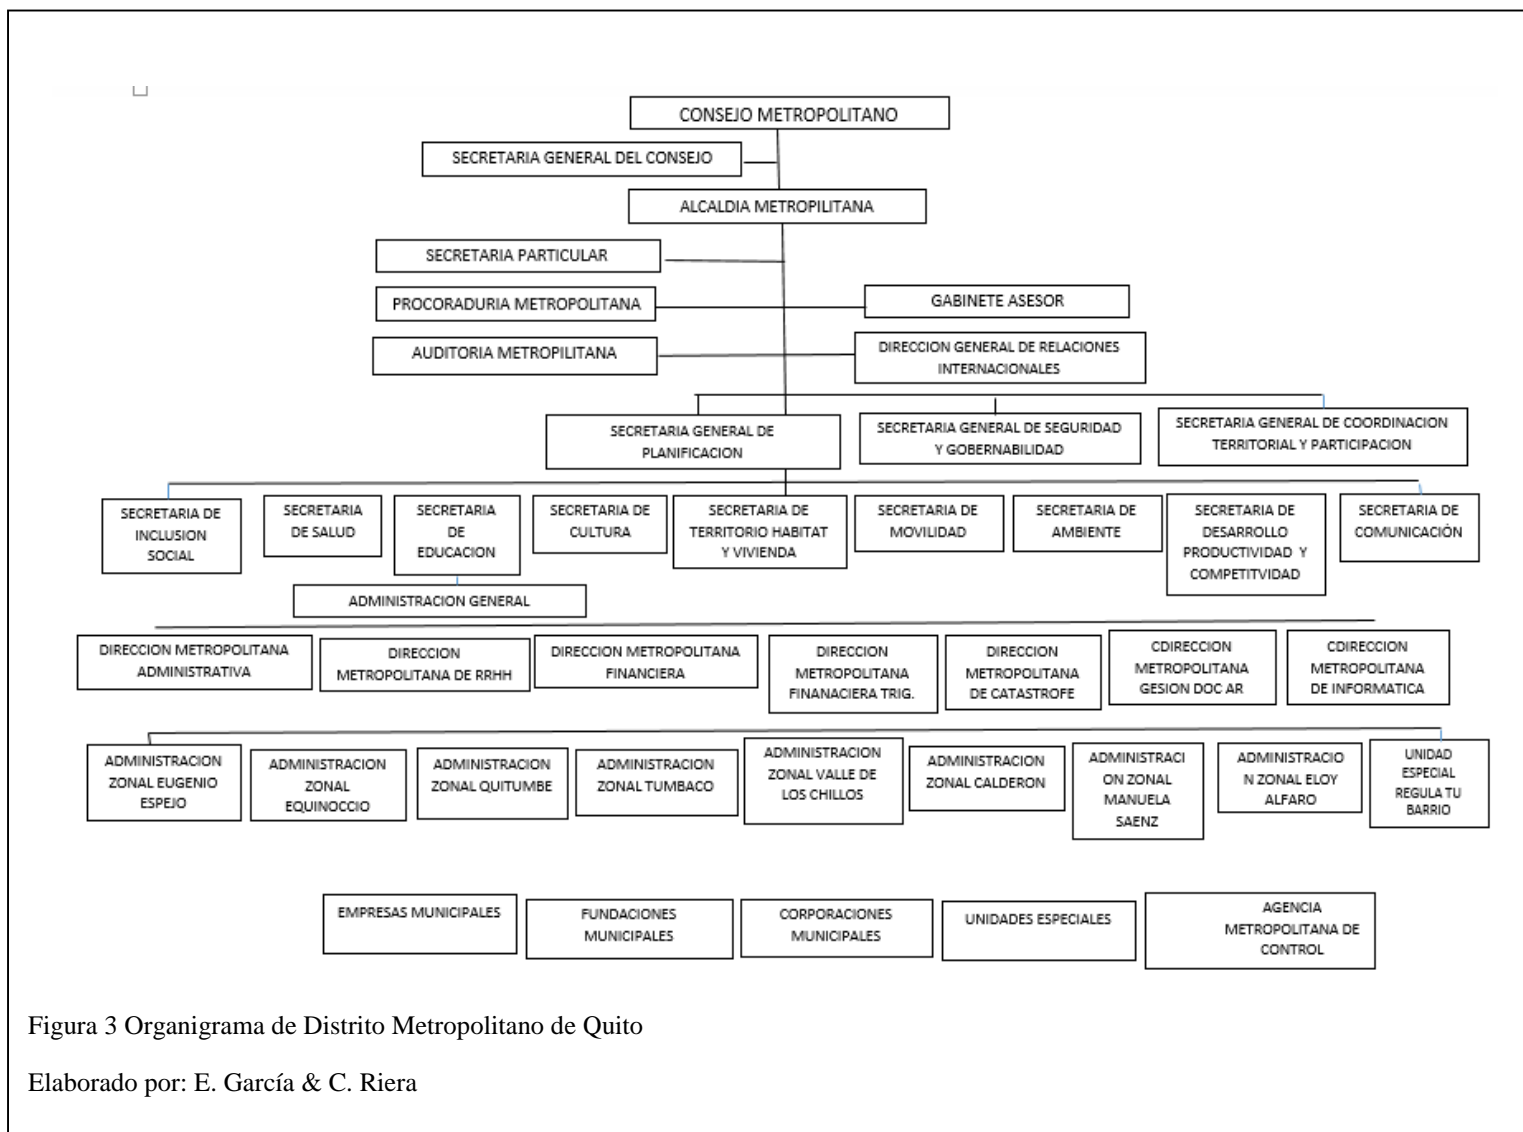 CONSEJO METROPOLITANO
SECRETARIA GENERAL DEL CONSEJO
ALCALDIA METROPILITANA
SECRETARIA PARTICULAR
PROCORADURIA METROPOLITANA
GABINETE ASESOR
AUDITORIA METROPILITANA
DIRECCION GENERAL DE RELACIONES
INTERNACIONALES
SECRETARIA GENERAL DE
PLANIFICACION
SECRETARIA GENERAL DE SEGURIDAD
Y GOBERNABILIDAD
SECRETARIA GENERAL DE COORDINACION
TERRITORIAL Y PARTICIPACION
SECRETARIA DE
INCLUSION
SOCIAL
SECRETARIA
DE SALUD
SECRETARIA
DE
EDUCACION
SECRETARIA DE
CULTURA
SECRETARIA DE
TERRITORIO HABITAT
Y VIVIENDA
SECRETARIA DE
MOVILIDAD
SECRETARIA DE
AMBIENTE
SECRETARIA DE
DESARROLLO
PRODUCTIVIDAD Y
COMPETITVIDAD
SECRETARIA DE
COMUNICACIÓN
ADMINISTRACION GENERAL
DIRECCION METROPOLITANA
ADMINISTRATIVA
DIRECCION
METROPOLITANA DE RRHH
DIRECCION METROPOLITANA
FINANCIERA
DIRECCION
METROPOLITANA
FINANACIERA TRIG.
DIRECCION
METROPOLITANA
DE CATASTROFE
CDIRECCION
METROPOLITANA
GESION DOC AR
CDIRECCION
METROPOLITANA
DE INFORMATICA
ADMINISTRACION
ZONAL EUGENIO
ESPEJO
ADMINISTRACION
ZONAL
EQUINOCCIO
ADMINISTRACION
ZONAL QUITUMBE
ADMINISTRACION
ZONAL TUMBACO
ADMINISTRACION
ZONAL VALLE DE
LOS CHILLOS
ADMINISTRACION
ZONAL CALDERON
ADMINISTRACI
ON ZONAL
MANUELA
SAENZ
ADMINISTRACIO
N ZONAL ELOY
ALFARO
UNIDAD
ESPECIAL
REGULA TU
BARRIO
EMPRESAS MUNICIPALES
FUNDACIONES
MUNICIPALES
CORPORACIONES
MUNICIPALES
UNIDADES ESPECIALES
AGENCIA
METROPOLITANA DE
CONTROL
Figura 3 Organigrama de Distrito Metropolitano de Quito
Elaborado por: E. García & C. Riera